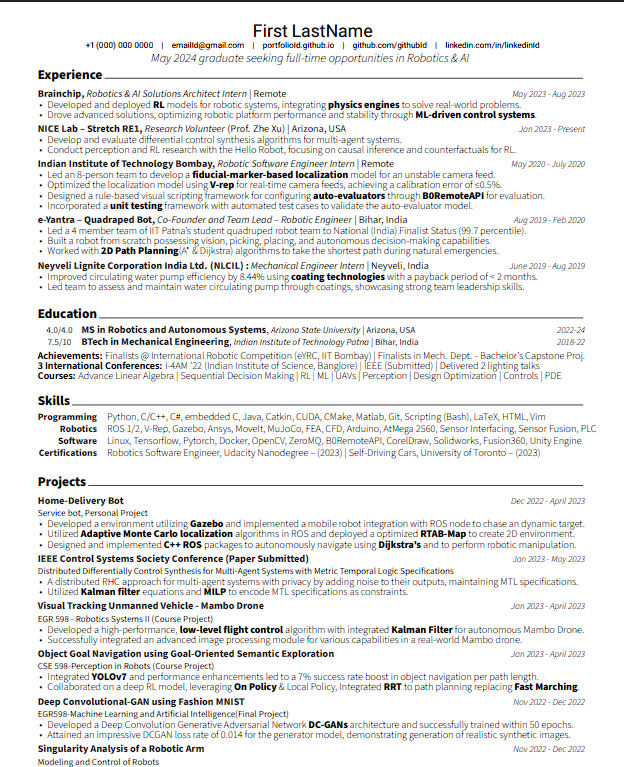 First LastName
+1 (000) 000 0000 | emailId@gmail.com | portfolioId.github.io | github.com/githubId | linkedin.com/in/linkedinId
May 2024 graduate seeking full-time opportunities in Robotics & AI
Experience
Brainchip, Robotics & AI Solutions Architect Intern | Remote May 2023 - Aug 2023
• Developed and deployed RL models for robotic systems, integrating physics engines to solve real-world problems.
• Drove advanced solutions, optimizing robotic platform performance and stability through ML-driven control systems.
NICE Lab – Stretch RE1, Research Volunteer (Prof. Zhe Xu) | Arizona, USA Jan 2023 - Present
• Develop and evaluate differential control synthesis algorithms for multi-agent systems.
• Conduct perception and RL research with the Hello Robot, focusing on causal inference and counterfactuals for RL.
Indian Institute of Technology Bombay, Robotic Software Engineer Intern | Remote May 2020 - July 2020
• Led an 8-person team to develop a fiducial-marker-based localization model for an unstable camera feed.
• Optimized the localization model using V-rep for real-time camera feeds, achieving a calibration error of ≤0.5%.
• Designed a rule-based visual scripting framework for configuring auto-evaluators through B0RemoteAPI for evaluation.
• Incorporated a unit testing framework with automated test cases to validate the auto-evaluator model.
e-Yantra – Quadraped Bot, Co-Founder and Team Lead – Robotic Engineer | Bihar, India Aug 2019 - Feb 2020
• Led a 4 member team of IIT Patna's student quadruped robot team to National (India) Finalist Status (99.7 percentile).
• Built a robot from scratch possessing vision, picking, placing, and autonomous decision-making capabilities.
• Worked with 2D Path Planning(A* & Dijkstra) algorithms to take the shortest path during natural emergencies.
Neyveli Lignite Corporation India Ltd. (NLCIL) : Mechanical Engineer Intern | Neyveli, India June 2019 - Aug 2019
• Improved circulating water pump efficiency by 8.44% using coating technologies with a payback period of < 2 months.
• Led team to assess and maintain water circulating pump through coatings, showcasing strong team leadership skills.
Education
4.0/4.0 MS in Robotics and Autonomous Systems, Arizona State University | Arizona, USA 2022-24
7.5/10 BTech in Mechanical Engineering, Indian Institute of Technology Patna | Bihar, India 2018-22
Achievements: Finalists @ International Robotic Competition (eYRC, IIT Bombay) | Finalists in Mech. Dept. - Bachelor's Capstone Proj.
3 International Conferences: I-4AM '22 (Indian Institute of Science, Banglore) | IEEE (Submitted) | Delivered 2 lighting talks
Courses: Advance Linear Algebra | Sequential Decision Making | RL | ML | UAVs | Perception | Design Optimization | Controls | PDE
Skills
Programming Python, C/C++, C#, embedded C, Java, Catkin, CUDA, CMake, Matlab, Git, Scripting (Bash), LaTeX, HTML, Vim
Robotics ROS 1/2, V-Rep, Gazebo, Ansys, MoveIt, MuJoCo, FEA, CFD, Arduino, AtMega 2560, Sensor Interfacing, Sensor Fusion, PLC
Software Linux, Tensorflow, Pytorch, Docker, OpenCV, ZeroMQ, B0RemoteAPI, CorelDraw, Solidworks, Fusion360, Unity Engine
Certifications Robotics Software Engineer, Udacity Nanodegree – (2023) | Self-Driving Cars, University of Toronto – (2023)
Projects
Home-Delivery Bot Dec 2022 - April 2023
Service bot, Personal Project
• Developed a environment utilizing Gazebo and implemented a mobile robot integration with ROS node to chase an dynamic target.
• Utilized Adaptive Monte Carlo localization algorithms in ROS and deployed a optimized RTAB-Map to create 2D environment.
• Designed and implemented C++ ROS packages to autonomously navigate using Dijkstra's and to perform robotic manipulation.
IEEE Control Systems Society Conference (Paper Submitted) Jan 2023 - May 2023
Distributed Differentially Control Synthesis for Multi-Agent Systems with Metric Temporal Logic Specifications
• A distributed RHC approach for multi-agent systems with privacy by adding noise to their outputs, maintaining MTL specifications.
• Utilized Kalman filter equations and MILP to encode MTL specifications as constraints.
Visual Tracking Unmanned Vehicle - Mambo Drone Jan 2023 - April 2023
EGR 598 - Robotics Systems II (Course Project)
• Developed a high-performance, low-level flight control algorithm with integrated Kalman Filter for autonomous Mambo Drone.
• Successfully integrated an advanced image processing module for various capabilities in a real-world Mambo drone.
Object Goal Navigation using Goal-Oriented Semantic Exploration Jan 2023 - April 2023
CSE 598-Perception in Robots (Course Project)
• Integrated YOLOv7 and performance enhancements led to a 7% success rate boost in object navigation per path length.
• Collaborated on a deep RL model, leveraging On Policy & Local Policy, Integrated RRT to path planning replacing Fast Marching.
Deep Convolutional-GAN using Fashion MNIST Nov 2022 - Dec 2022
EGR598-Machine Learning and Artificial Intelligence(Final Project)
• Developed a Deep Convolution Generative Adversarial Network DC-GANs architecture and successfully trained within 50 epochs.
• Attained an impressive DCGAN loss rate of 0.014 for the generator model, demonstrating generation of realistic synthetic images.
Singularity Analysis of a Robotic Arm Nov 2022 - Dec 2022
Modeling and Control of Robots